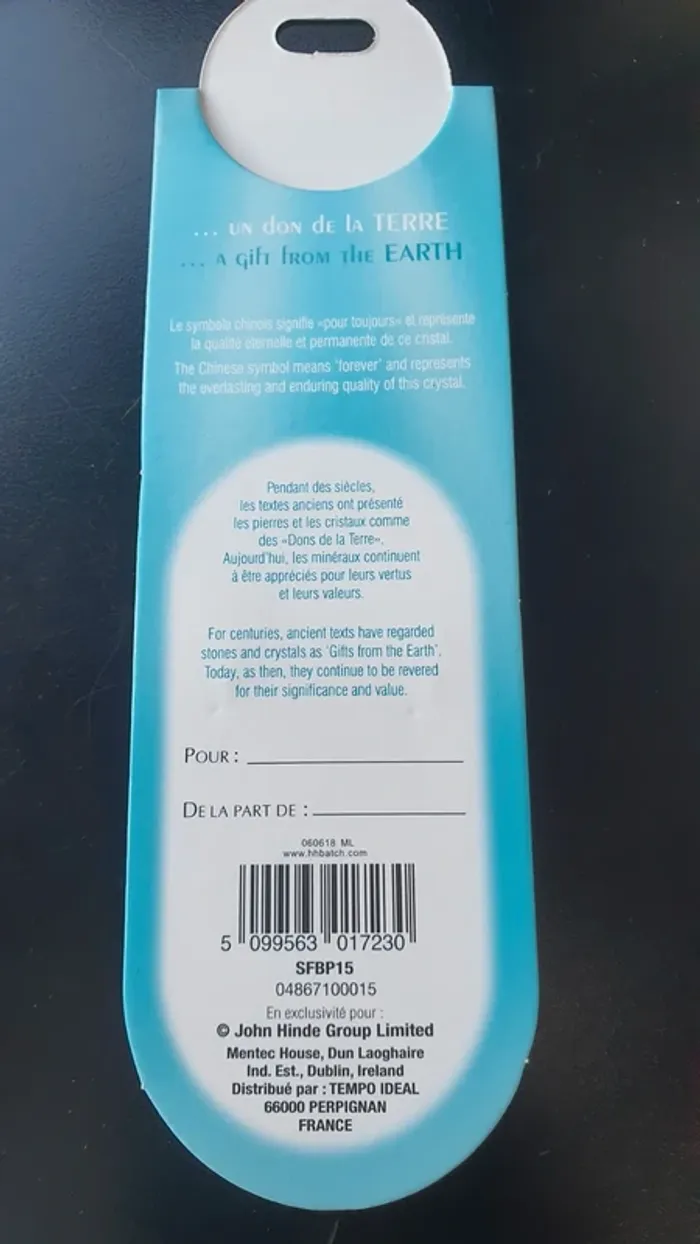 ... UN DON DE LA TERRE
... A GIFT FROM THE EARTH
Le symbole chinois signifie «pour toujours» et représente
la qualité éternelle et permanente de ce cristal.
The Chinese symbol means 'forever' and represents
the everlasting and enduring quality of this crystal.
Pendant des siècles,
les textes anciens ont présenté
les pierres et les cristaux comme
des «Dons de la Terre».
Aujourd'hui, les minéraux continuent
à être appréciés pour leurs vertus
et leurs valeurs.
For centuries, ancient texts have regarded
stones and crystals as 'Gifts from the Earth'.
Today, as then, they continue to be revered
for their significance and value.
POUR :
DE LA PART DE :
060618 ML
www.hhbatch.com
5 099563 017230
SFBP15
04867100015
En exclusivité pour :
© John Hinde Group Limited
Mentec House, Dun Laoghaire
Ind. Est., Dublin, Ireland
Distribué par : TEMPO IDEAL
66000 PERPIGNAN
FRANCE